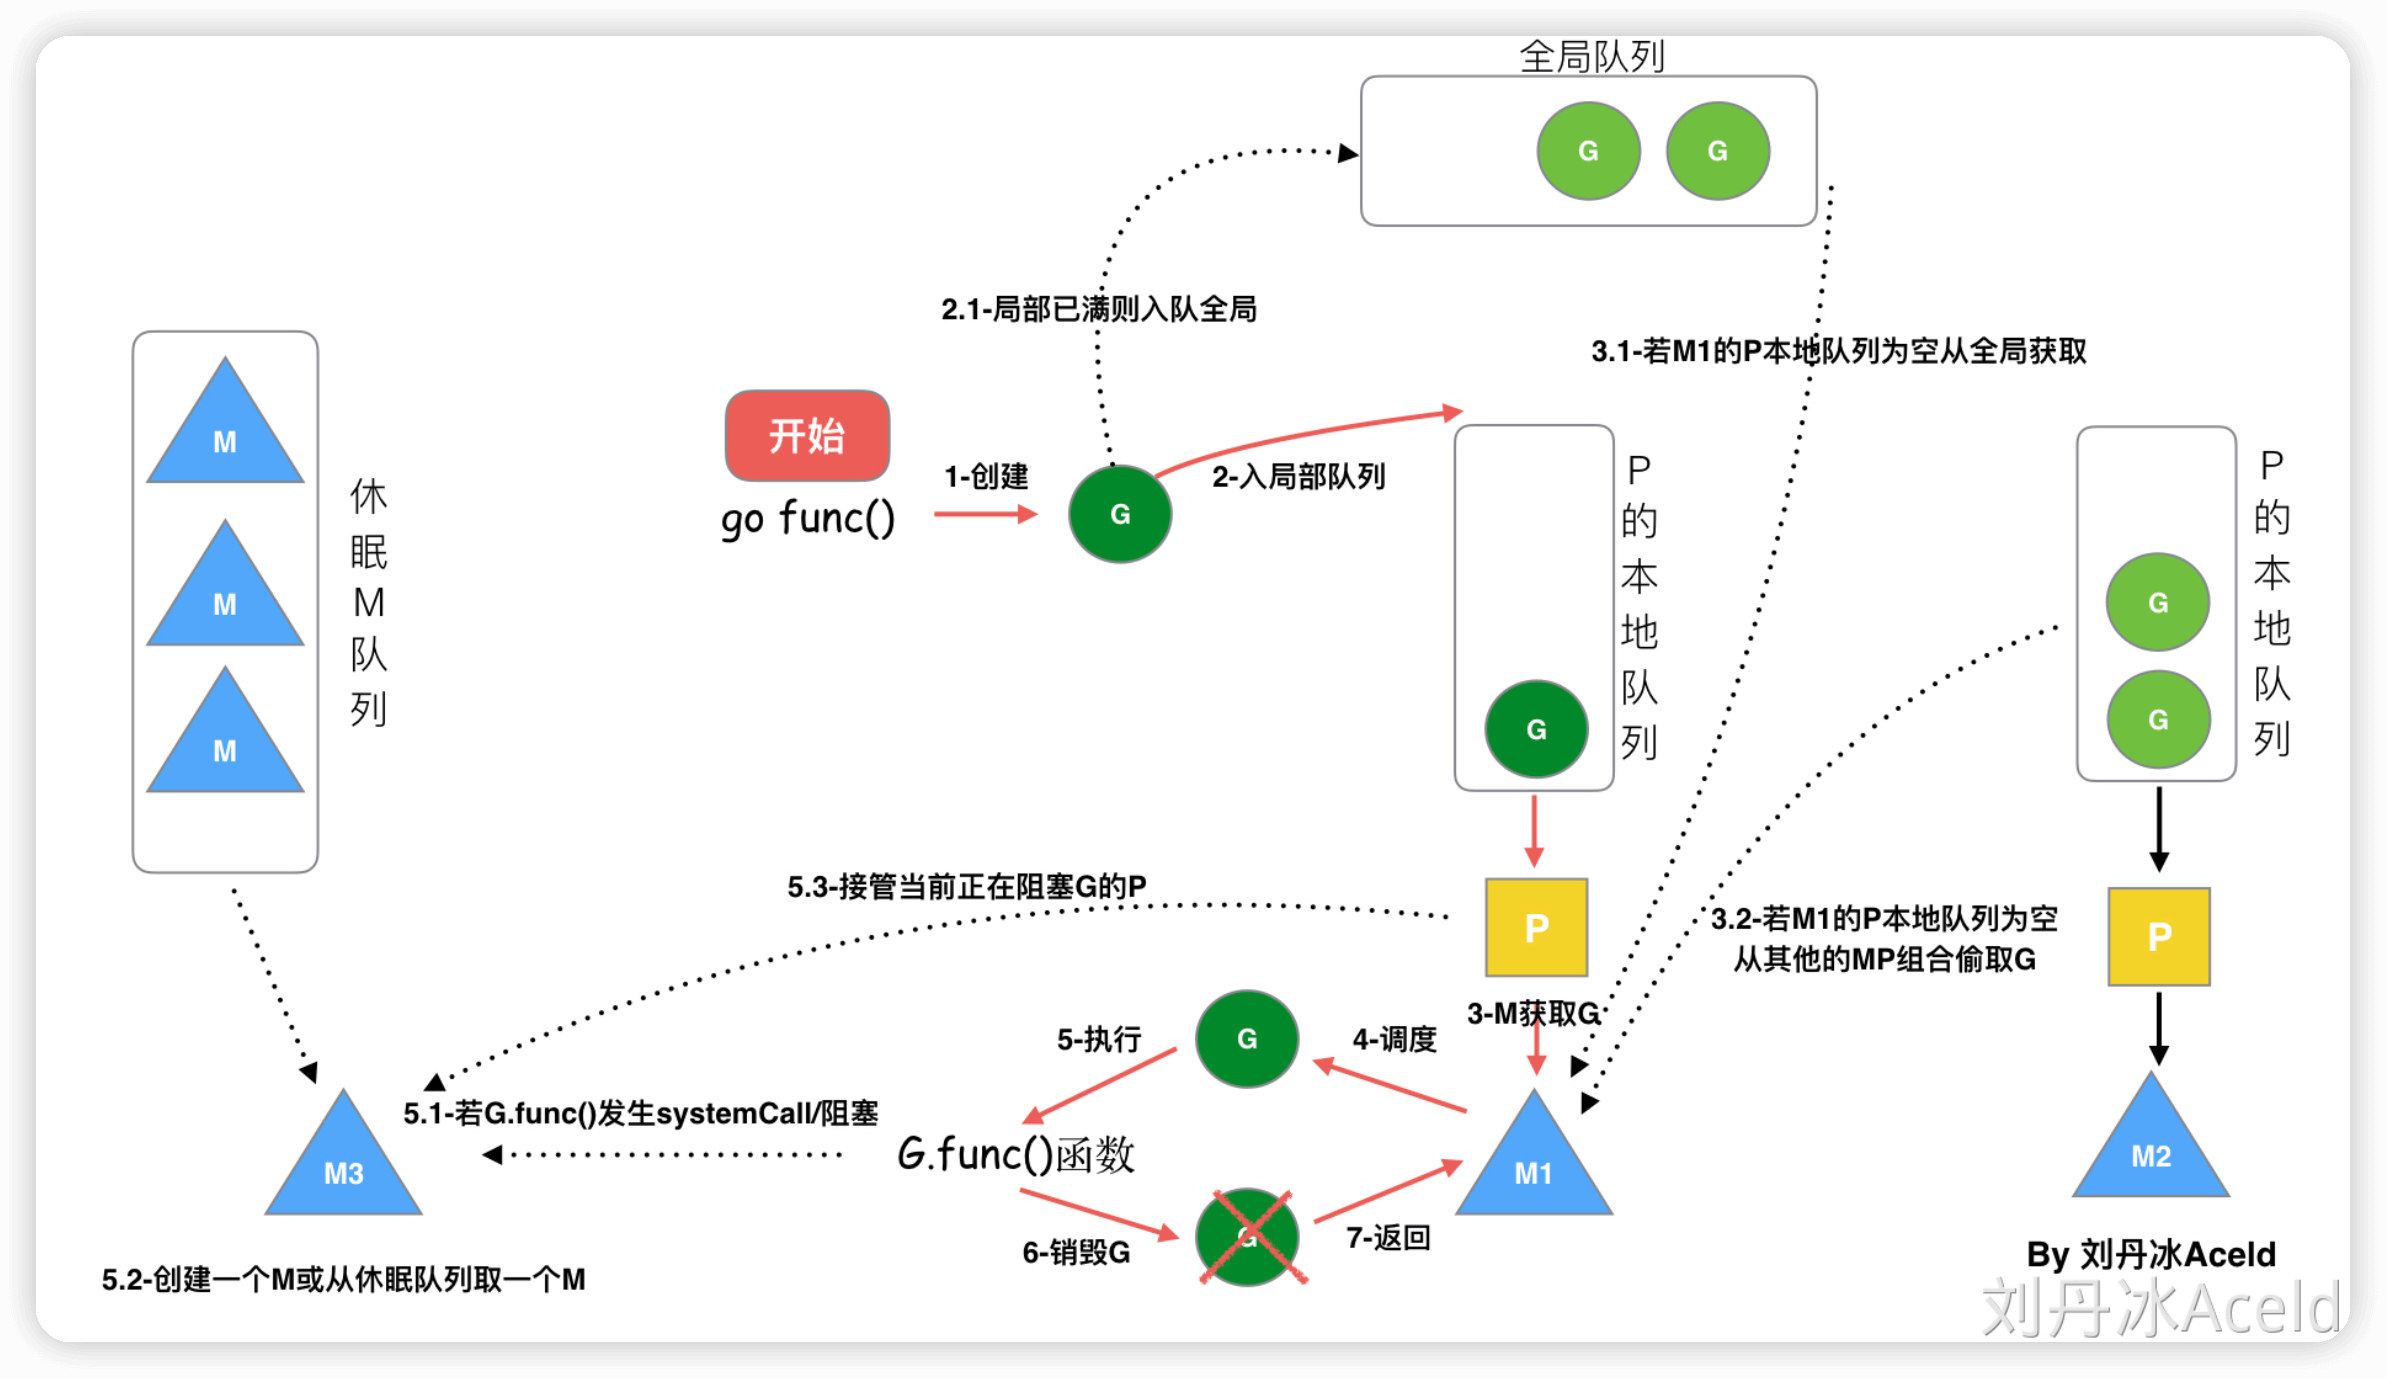 全局队列
G
G
2.1-局部已满则入队全局
3.1-若M1的P本地队列为空从全局获取
开始
go func()
1-创建
G
2-入局部队列
M
M
M
休眠M队列
G
P的本地队列
G
G
P的本地队列
5.3-接管当前正在阻塞G的P
P
3.2-若M1的P本地队列为空
从其他的MP组合偷取G
P
3-M获取G
5-执行
G
4-调度
5.1-若G.func()发生systemCall/阻塞
G.func()函数
M3
M1
M2
6-销毁G
G
7-返回
5.2-创建一个M或从休眠队列取一个M
By 刘丹冰Aceld
刘丹冰Aceld